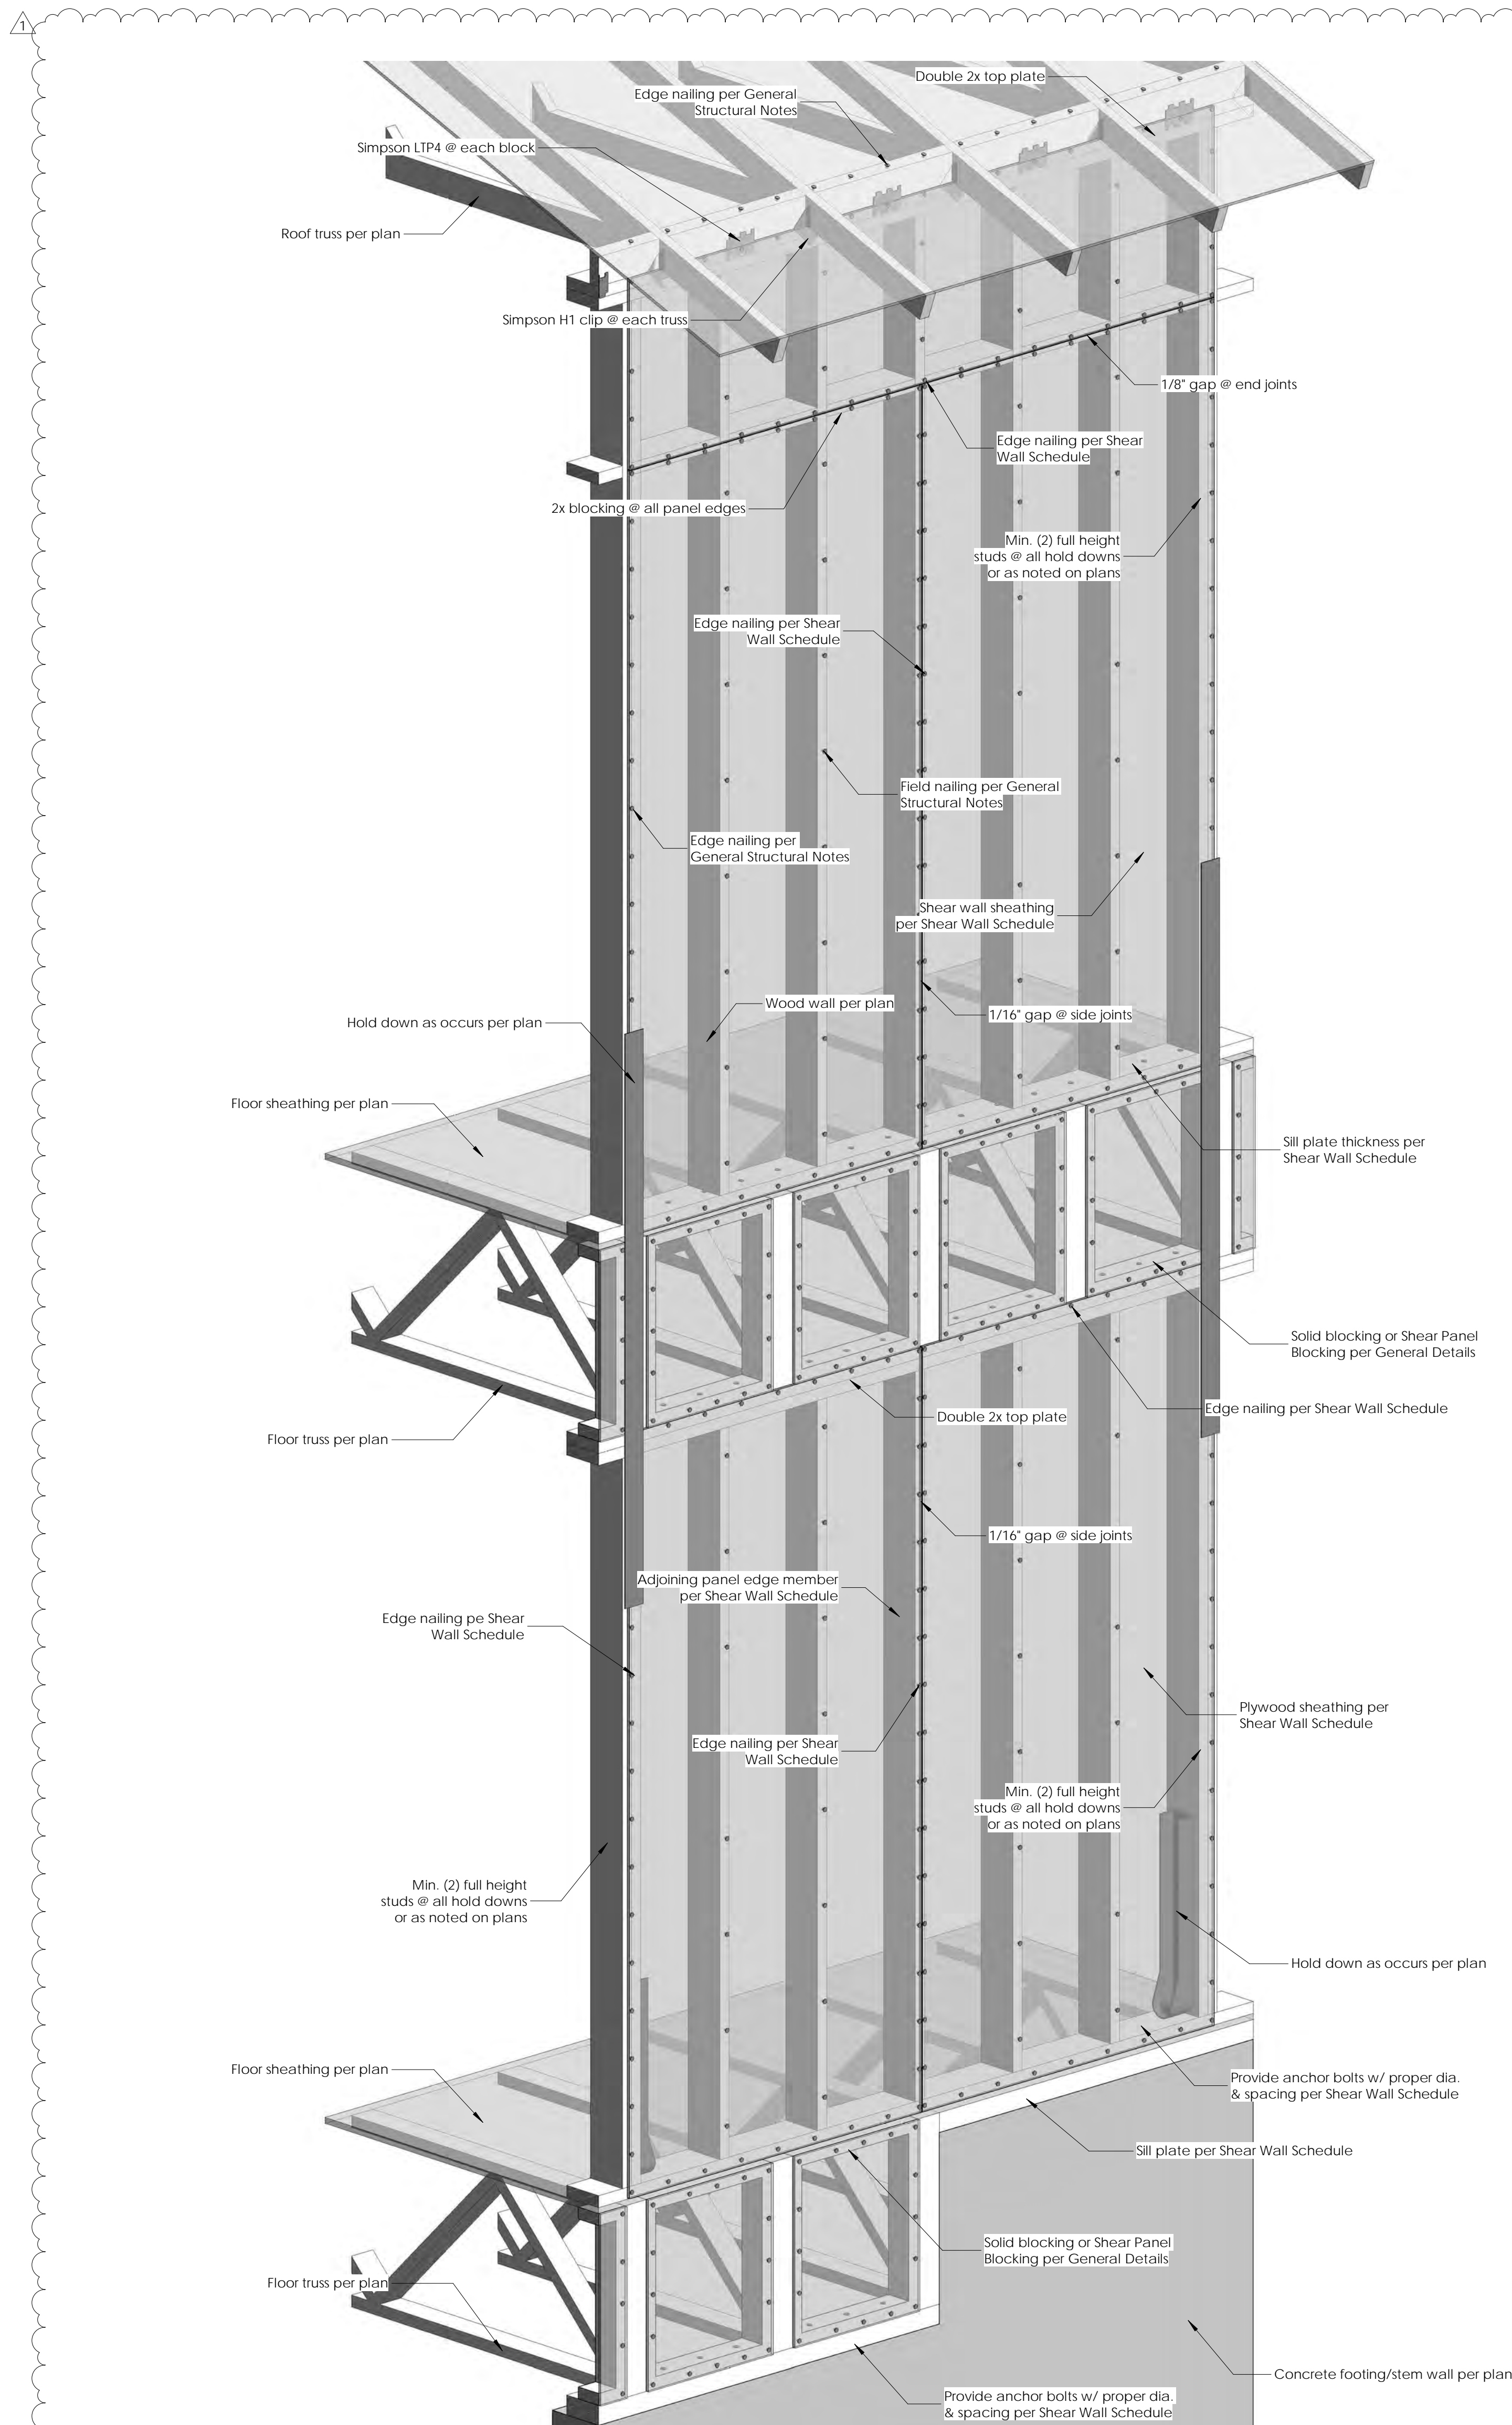 1
Double 2x top plate
Edge nailing per General
Structural Notes
Simpson LTP4 @ each block
Roof truss per plan
Simpson H1 clip @ each truss
1/8" gap @ end joints
Edge nailing per Shear
Wall Schedule
2x blocking @ all panel edges
Min. (2) full height
studs @ all hold downs
or as noted on plans
Edge nailing per Shear
Wall Schedule
Field nailing per General
Structural Notes
Edge nailing per
General Structural Notes
Shear wall sheathing
per Shear Wall Schedule
Wood wall per plan
1/16" gap @ side joints
Hold down as occurs per plan
Floor sheathing per plan
Sill plate thickness per
Shear Wall Schedule
Solid blocking or Shear Panel
Blocking per General Details
Edge nailing per Shear Wall Schedule
Double 2x top plate
Floor truss per plan
1/16" gap @ side joints
Adjoining panel edge member
per Shear Wall Schedule
Edge nailing pe Shear
Wall Schedule
Plywood sheathing per
Shear Wall Schedule
Edge nailing per Shear
Wall Schedule
Min. (2) full height
studs @ all hold downs
or as noted on plans
Min. (2) full height
studs @ all hold downs
or as noted on plans
Hold down as occurs per plan
Floor sheathing per plan
Provide anchor bolts w/ proper dia.
& spacing per Shear Wall Schedule
Sill plate per Shear Wall Schedule
Solid blocking or Shear Panel
Blocking per General Details
Floor truss per plan
Concrete footing/stem wall per plan
Provide anchor bolts w/ proper dia.
& spacing per Shear Wall Schedule